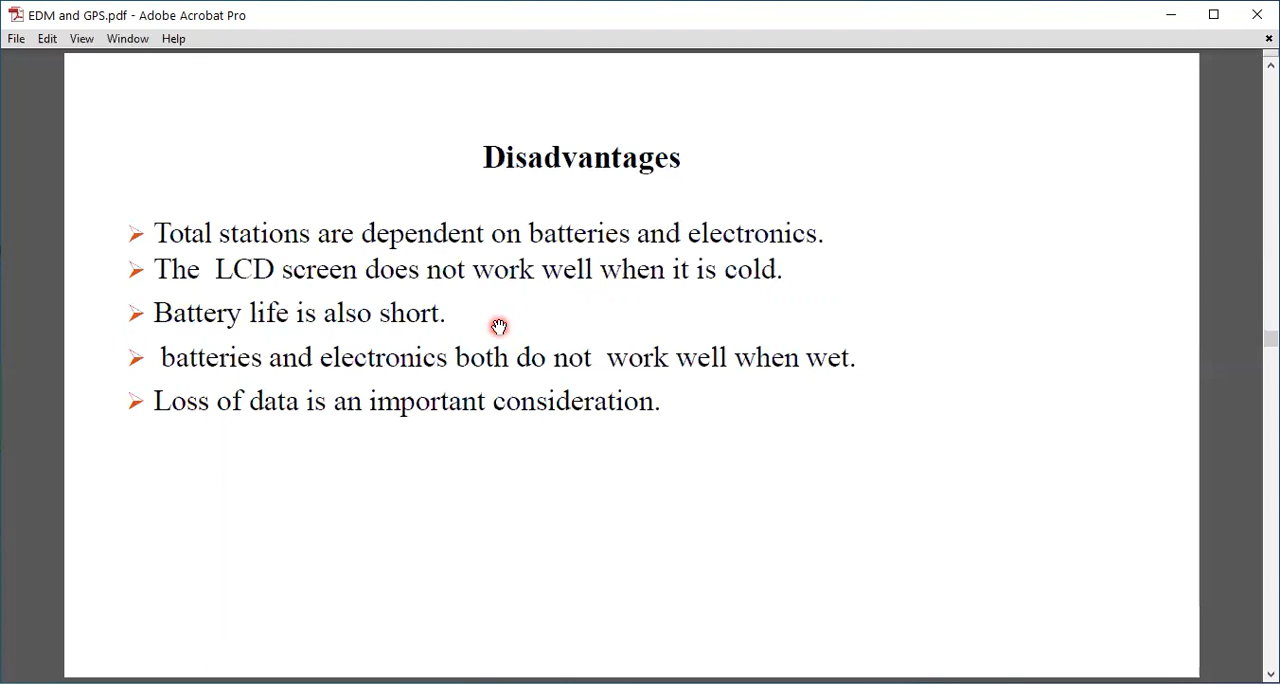 EDM and GPS.pdf - Adobe Acrobat Pro
File Edit View Window Help
Disadvantages
Total stations are dependent on batteries and electronics.
The LCD screen does not work well when it is cold.
Battery life is also short.
batteries and electronics both do not work well when wet.
Loss of data is an important consideration.